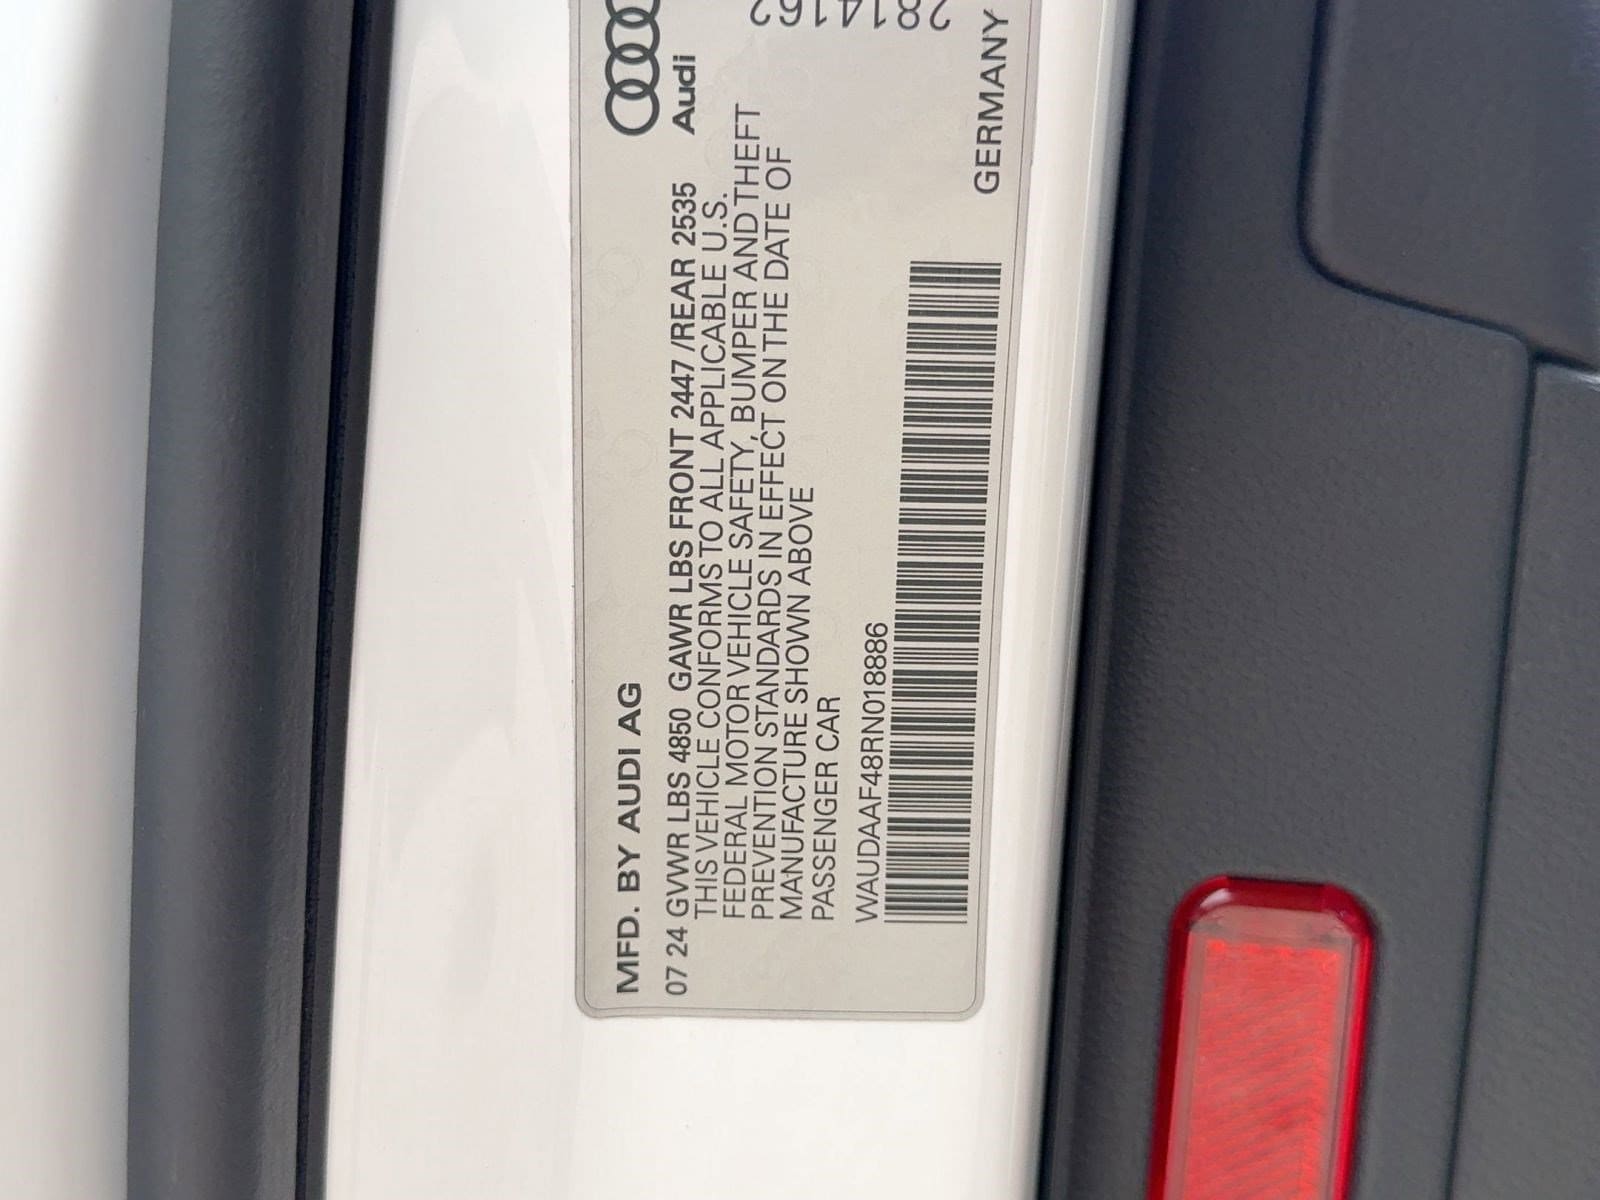 MFD. BY AUDI AG
07 24 GVWR LBS 4850 GAWR LBS FRONT 2447 /REAR 2535
THIS VEHICLE CONFORMS TO ALL APPLICABLE U.S.
FEDERAL MOTOR VEHICLE SAFETY, BUMPER AND THEFT
PREVENTION STANDARDS IN EFFECT ON THE DATE OF
MANUFACTURE SHOWN ABOVE
PASSENGER CAR
WAUDAAF48RN018886
Audi
GERMANY